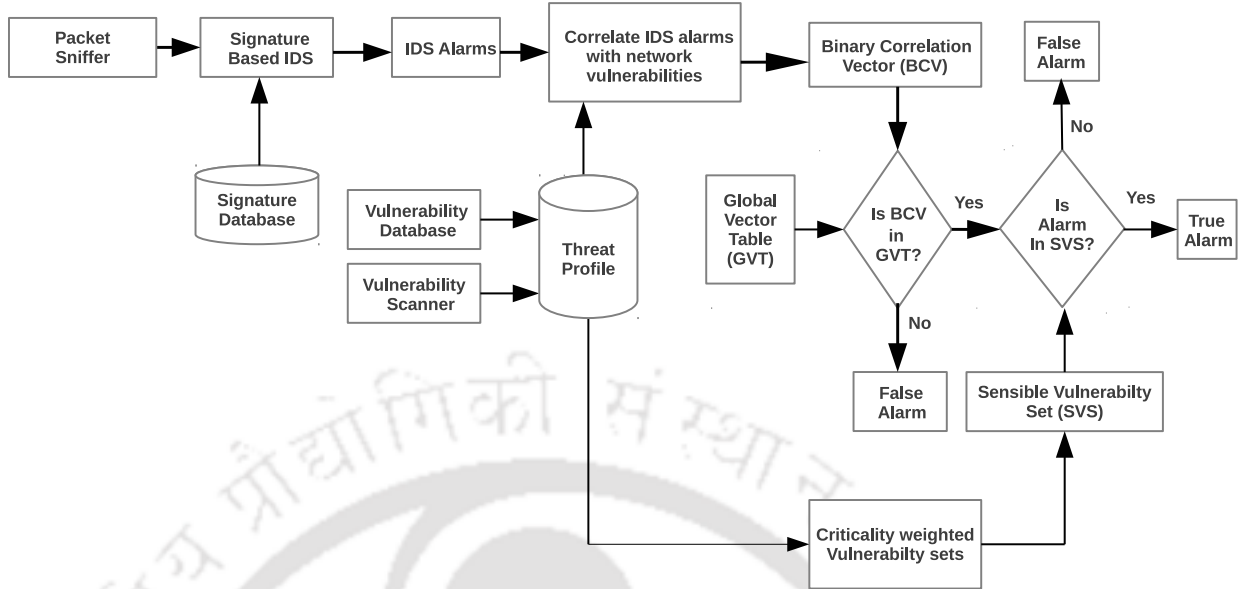 Packet
Sniffer
Signature
Based IDS
IDS Alarms
Correlate IDS alarms
with network
vulnerabilities
Binary Correlation
Vector (BCV)
False
Alarm
No
Signature
Database
Vulnerability
Database
Vulnerability
Scanner
Threat
Profile
Global
Vector
Table
(GVT)
Is BCV
in
GVT?
Yes
Is
Alarm
In SVS?
Yes
True
Alarm
No
False
Alarm
Sensible Vulnerabilty
Set (SVS)
Criticality weighted
Vulnerabilty sets
प्रौद्योगिकी संस्थान